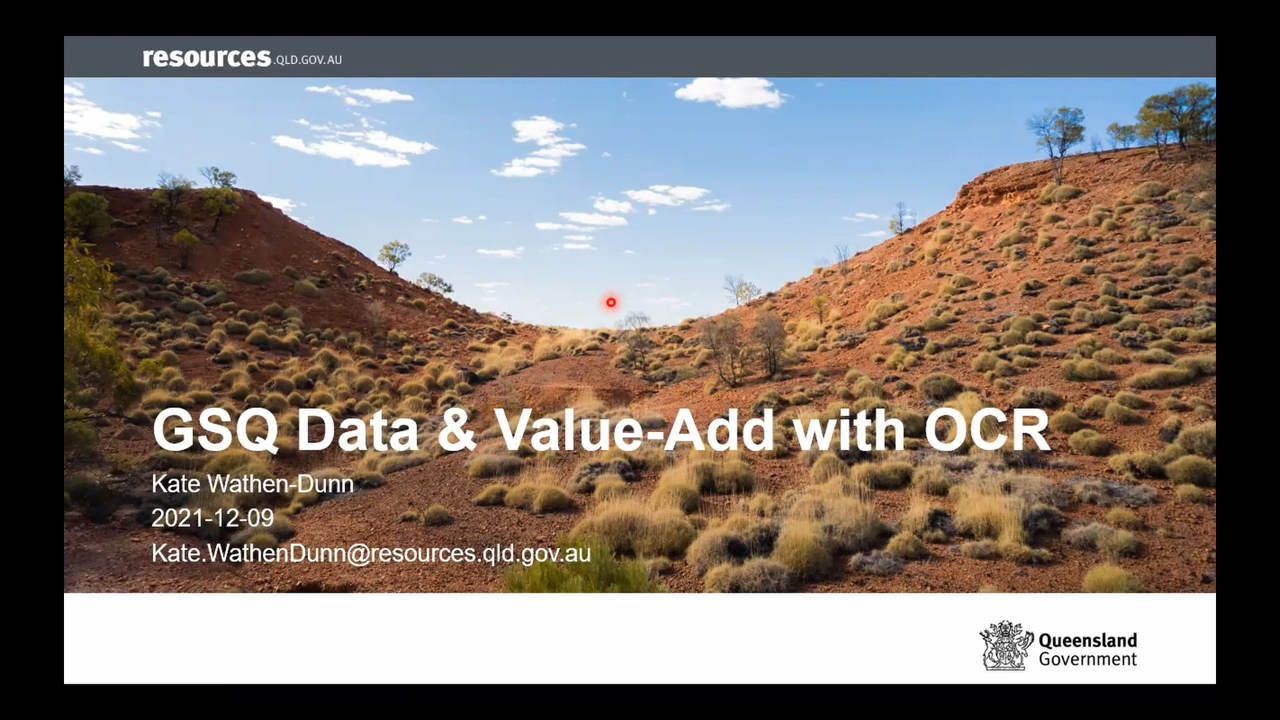 resources.QLD.GOV.AU
GSQ Data & Value-Add with OCR
Kate Wathen-Dunn
2021-12-09
Kate.WathenDunn@resources.qld.gov.au
Queensland
Government